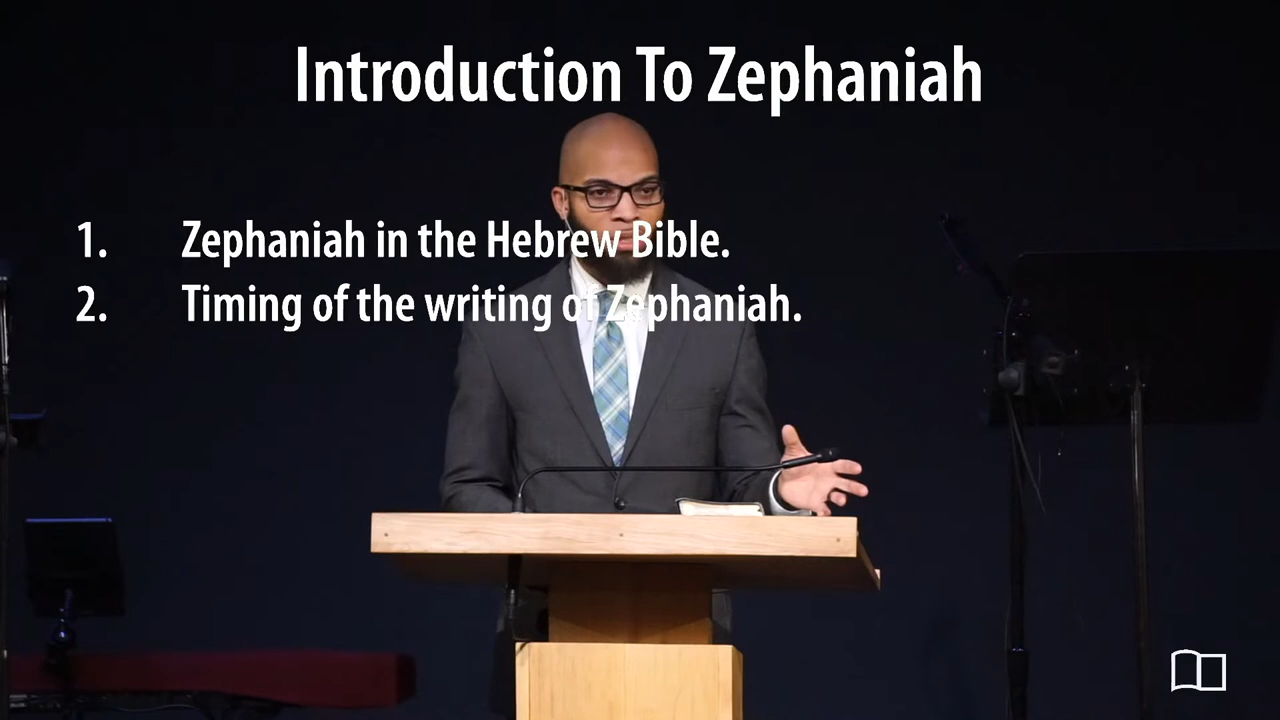 Introduction To Zephaniah
1. Zephaniah in the Hebrew Bible.
2. Timing of the writing of Zephaniah.